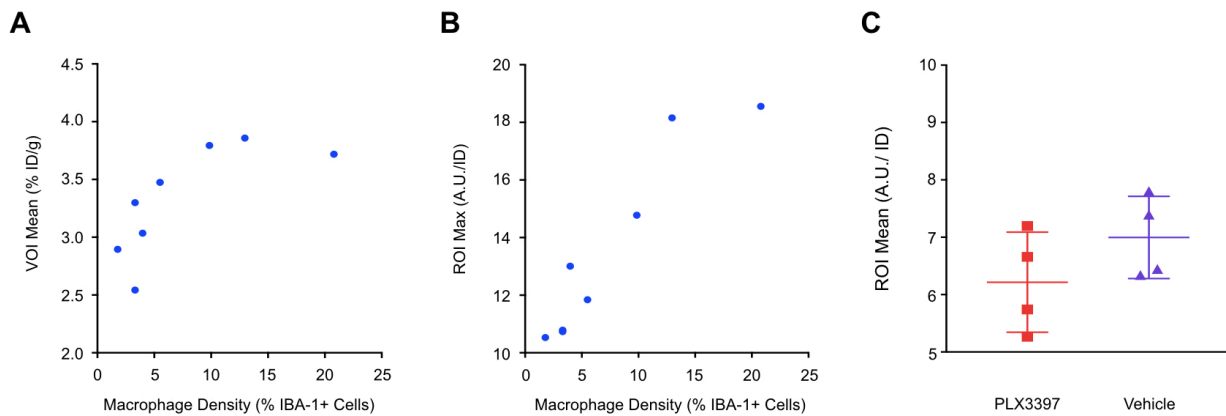 A
VOI Mean (% ID/g)
4.5
4.0
3.5
3.0
2.5
2.0
0 5 10 15 20 25
Macrophage Density (% IBA-1+ Cells)
B
ROI Max (A.U./ID)
20
18
16
14
12
10
0 5 10 15 20 25
Macrophage Density (% IBA-1+ Cells)
C
ROI Mean (A.U./ ID)
10
9
8
7
6
5
PLX3397 Vehicle